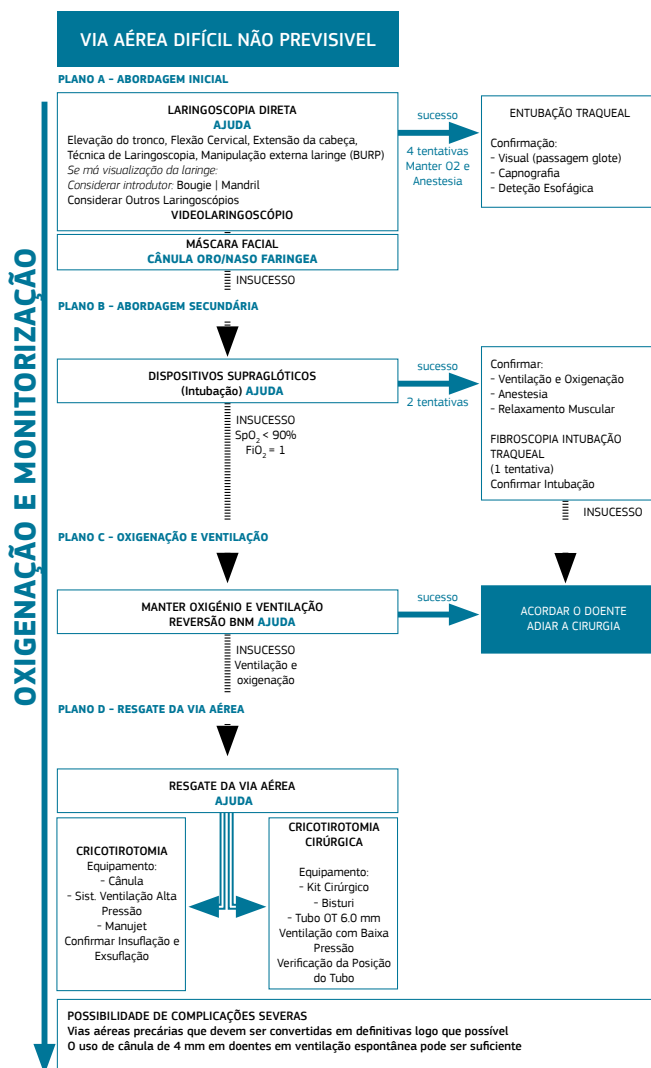 VIA AÉREA DIFÍCIL NÃO PREVISIVEL
OXIGENAÇÃO E MONITORIZAÇÃO
PLANO A - ABORDAGEM INICIAL
LARINGOSCOPIA DIRETA
AJUDA
Elevação do tronco, Flexão Cervical, Extensão da cabeça,
Técnica de Laringoscopia, Manipulação externa laringe (BURP)
Se má visualização da laringe:
Considerar introdutor: Bougie | Mandril
Considerar Outros Laringoscópios
VIDEOLARINGOSCÓPIO
sucesso
4 tentativas
Manter O2 e
Anestesia
ENTUBAÇÃO TRAQUEAL
Confirmação:
- Visual (passagem glote)
- Capnografia
- Deteção Esofágica
MÁSCARA FACIAL
CÂNULA ORO/NASO FARINGEA
INSUCESSO
PLANO B - ABORDAGEM SECUNDÁRIA
DISPOSITIVOS SUPRAGLÓTICOS
(Intubação) AJUDA
sucesso
2 tentativas
Confirmar:
- Ventilação e Oxigenação
- Anestesia
- Relaxamento Muscular
FIBROSCOPIA INTUBAÇÃO
TRAQUEAL
(1 tentativa)
Confirmar Intubação
INSUCESSO
SpO₂ < 90%
FiO₂ = 1
INSUCESSO
PLANO C - OXIGENAÇÃO E VENTILAÇÃO
MANTER OXIGÉNIO E VENTILAÇÃO
REVERSÃO BNM AJUDA
sucesso
ACORDAR O DOENTE
ADIAR A CIRURGIA
INSUCESSO
Ventilação e
oxigenação
PLANO D - RESGATE DA VIA AÉREA
RESGATE DA VIA AÉREA
AJUDA
CRICOTIROTOMIA
Equipamento:
- Cânula
- Sist. Ventilação Alta
Pressão
- Manujet
Confirmar Insuflação e
Exsuflação
CRICOTIROTOMIA
CIRÚRGICA
Equipamento:
- Kit Cirúrgico
- Bisturi
- Tubo OT 6.0 mm
Ventilação com Baixa
Pressão
Verificação da Posição
do Tubo
POSSIBILIDADE DE COMPLICAÇÕES SEVERAS
Vias aéreas precárias que devem ser convertidas em definitivas logo que possível
O uso de cânula de 4 mm em doentes em ventilação espontânea pode ser suficiente